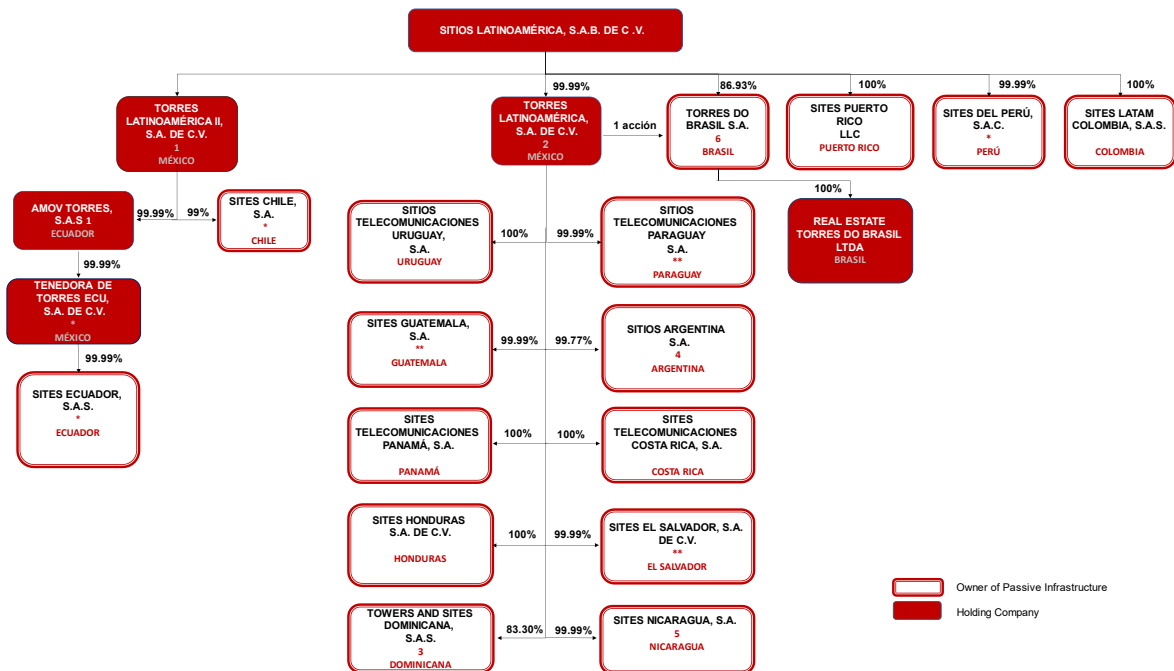 SITIOS LATINOAMÉRICA, S.A.B. DE C .V.
99.99%
86.93%
100%
99.99%
100%
TORRES
LATINOAMÉRICA II,
S.A. DE C.V.
1
MÉXICO
TORRES
LATINOAMÉRICA,
S.A. DE C.V.
2
MÉXICO
1 acción
TORRES DO
BRASIL S.A.
6
BRASIL
SITES PUERTO
RICO
LLC
PUERTO RICO
SITES DEL PERÚ,
S.A.C.
*
PERÚ
SITES LATAM
COLOMBIA, S.A.S.
COLOMBIA
AMOV TORRES,
S.A.S 1
ECUADOR
99.99%
99%
SITES CHILE,
S.A.
*
CHILE
100%
REAL ESTATE
TORRES DO BRASIL
LTDA
BRASIL
99.99%
TENEDORA DE
TORRES ECU,
S.A. DE C.V.
*
MÉXICO
99.99%
SITES ECUADOR,
S.A.S.
*
ECUADOR
SITIOS
TELECOMUNICACIONES
URUGUAY,
S.A.
URUGUAY
100%
99.99%
SITIOS
TELECOMUNICACIONES
PARAGUAY
S.A.
**
PARAGUAY
SITES GUATEMALA,
S.A.
**
GUATEMALA
99.99%
99.77%
SITIOS ARGENTINA
S.A.
4
ARGENTINA
SITES
TELECOMUNICACIONES
PANAMÁ, S.A.
PANAMÁ
100%
100%
SITES
TELECOMUNICACIONES
COSTA RICA, S.A.
COSTA RICA
SITES HONDURAS
S.A. DE C.V.
HONDURAS
100%
99.99%
SITES EL SALVADOR, S.A.
DE C.V.
**
EL SALVADOR
TOWERS AND SITES
DOMINICANA,
S.A.S.
3
DOMINICANA
83.30%
99.99%
SITES NICARAGUA, S.A.
5
NICARAGUA
Owner of Passive Infrastructure
Holding Company